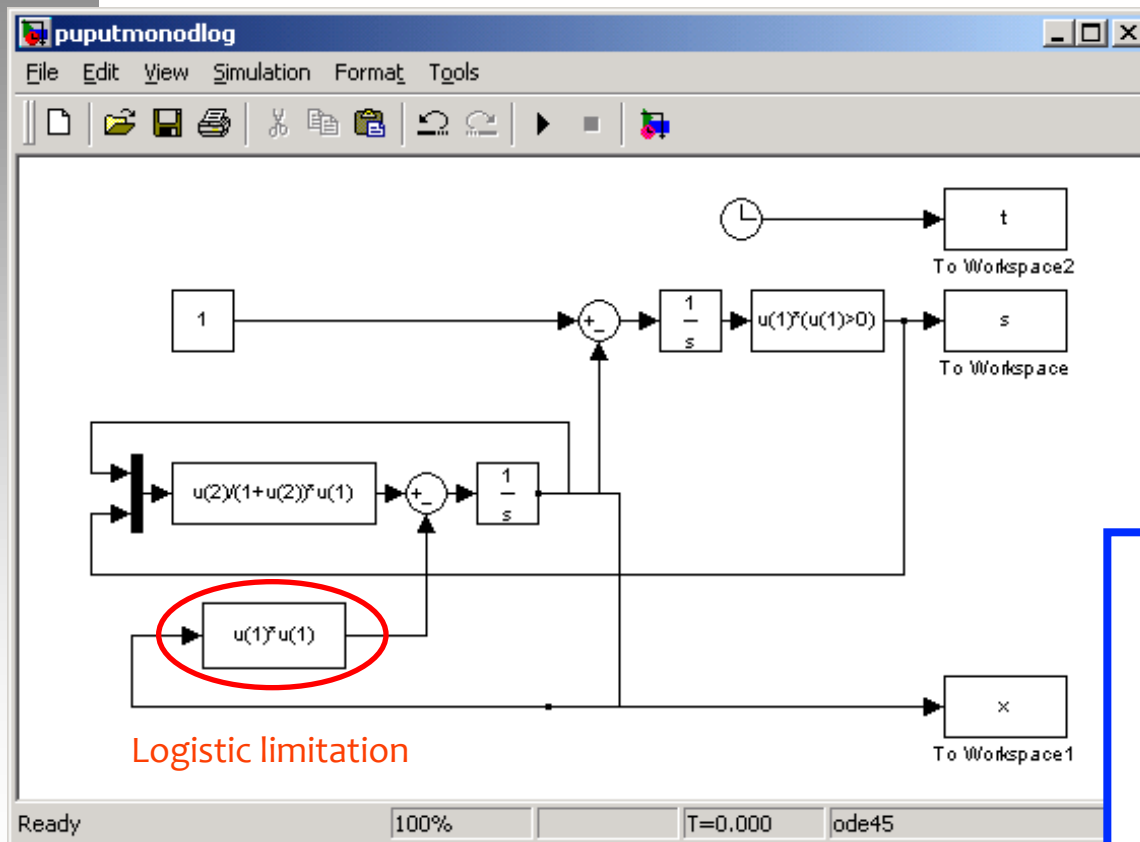 puputmonodlog
File Edit View Simulation Format Tools
t
To Workspace2
1
+
-
1
s
u(1)*(u(1)>0)
s
To Workspace
u(2)/(1+u(2))*u(1)
+
-
1
s
u(1)*u(1)
x
To Workspace1
Logistic limitation
Ready 100% T=0.000 ode45